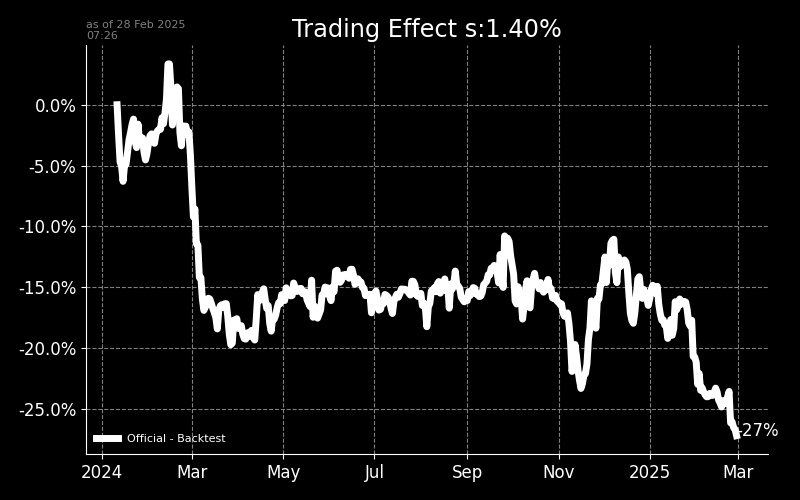 as of 28 Feb 2025
07:26
Trading Effect s:1.40%
0.0%
-5.0%
-10.0%
-15.0%
-20.0%
-25.0%
-27%
Official - Backtest
2024 Mar May Jul Sep Nov 2025 Mar